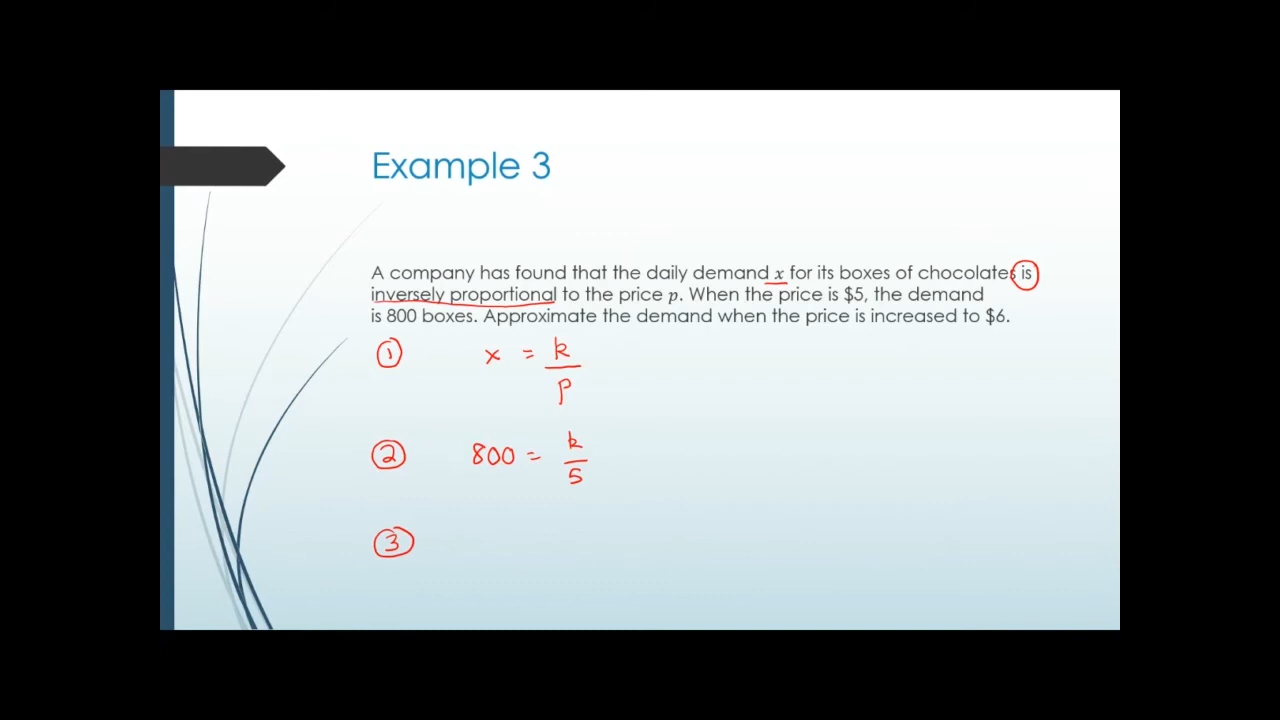 Example 3
A company has found that the daily demand x for its boxes of chocolates is
inversely proportional to the price p. When the price is $5, the demand
is 800 boxes. Approximate the demand when the price is increased to $6.
① x = k/p
② 800 = k/5
③